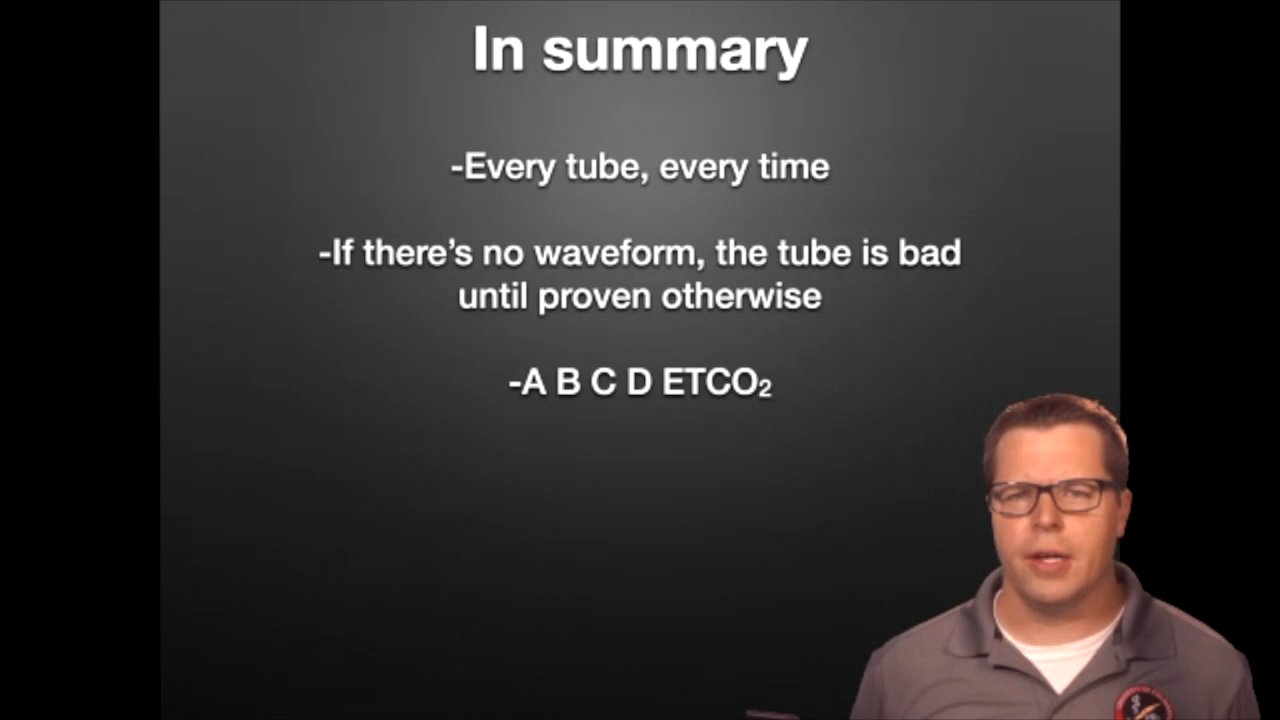 In summary
-Every tube, every time
-If there's no waveform, the tube is bad
until proven otherwise
-A B C D ETCO₂